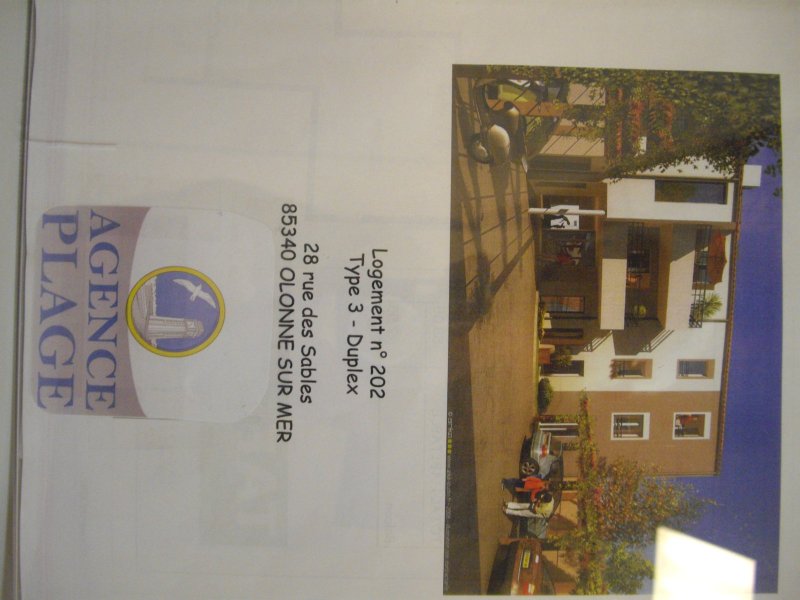 Logement n° 202
Type 3 - Duplex
28 rue des Sables
85340 OLONNE SUR MER
AGENCE
PLAGE